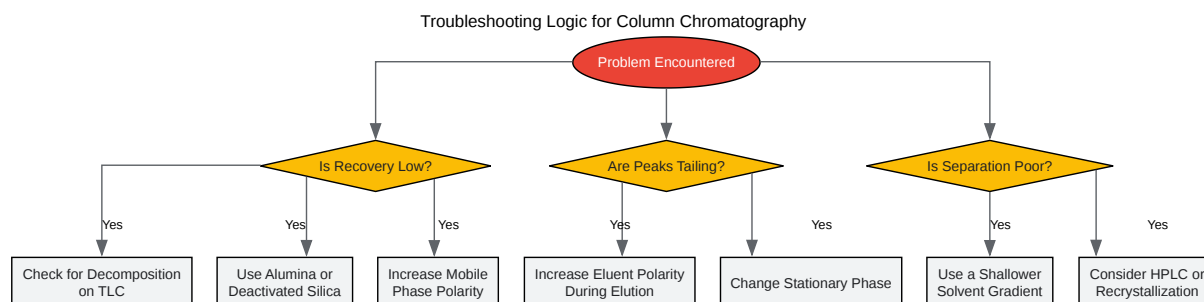 Troubleshooting Logic for Column Chromatography
Problem Encountered
Is Recovery Low?
Are Peaks Tailing?
Is Separation Poor?
Yes
Yes
Yes
Yes
Yes
Yes
Yes
Check for Decomposition
on TLC
Use Alumina or
Deactivated Silica
Increase Mobile
Phase Polarity
Increase Eluent Polarity
During Elution
Change Stationary Phase
Use a Shallower
Solvent Gradient
Consider HPLC or
Recrystallization